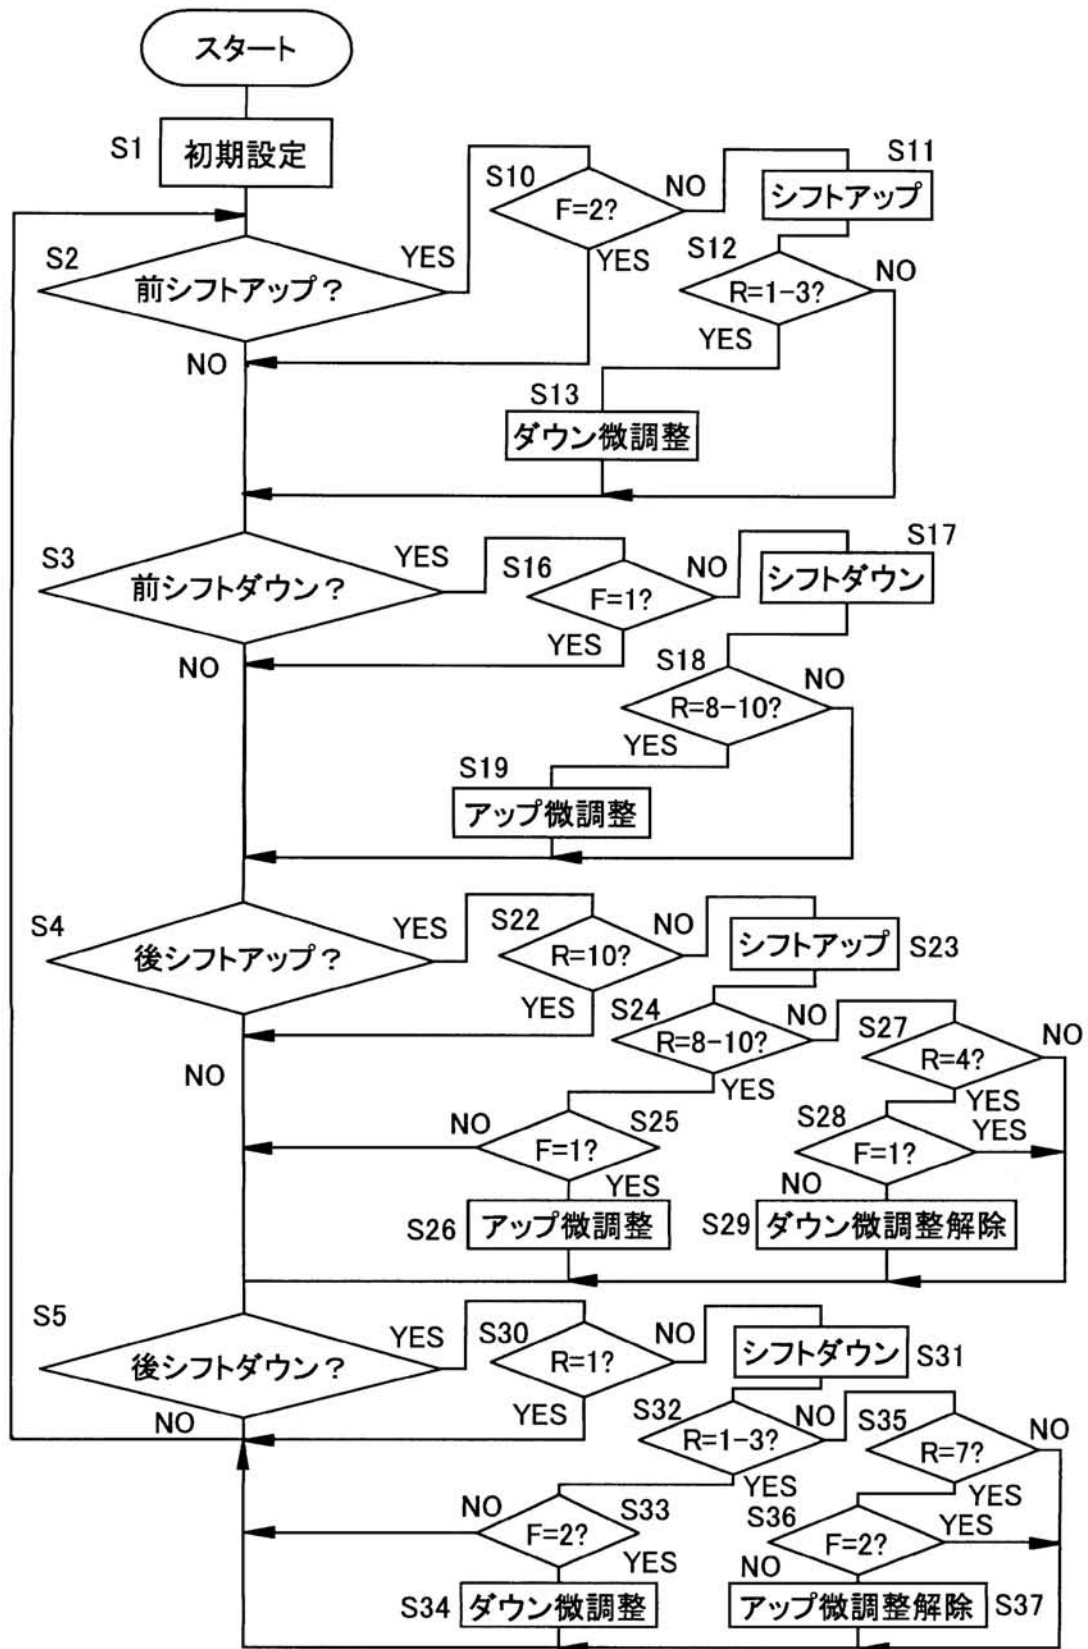 スタート
S1
初期設定
S2
前シフトアップ?
YES
NO
S10
F=2?
NO
YES
S11
シフトアップ
S12
R=1-3?
NO
YES
S13
ダウン微調整
S3
前シフトダウン?
YES
NO
S16
F=1?
NO
YES
S17
シフトダウン
S18
R=8-10?
NO
YES
S19
アップ微調整
S4
後シフトアップ?
YES
NO
S22
R=10?
NO
YES
シフトアップ
S23
S24
R=8-10?
NO
YES
S27
R=4?
NO
YES
S25
F=1?
NO
YES
S28
F=1?
YES
NO
S26
アップ微調整
S29
ダウン微調整解除
S5
後シフトダウン?
YES
NO
S30
R=1?
NO
YES
シフトダウン
S31
S32
R=1-3?
NO
YES
S35
R=7?
NO
YES
S33
F=2?
NO
YES
S36
F=2?
YES
NO
S34
ダウン微調整
アップ微調整解除
S37